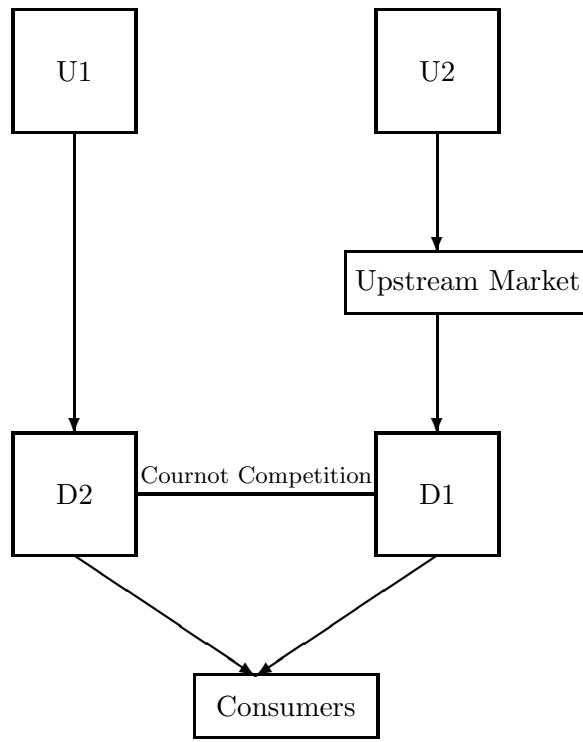 U1
U2
Upstream Market
D2
Cournot Competition
D1
Consumers